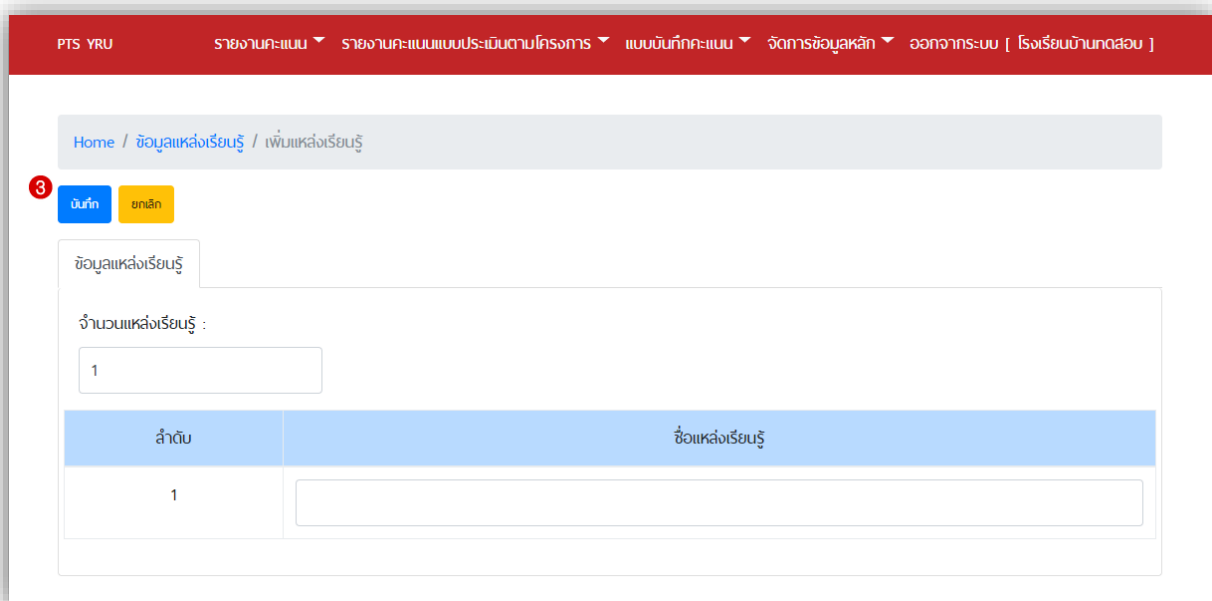 PTS YRU รายงานคะแนน รายงานคะแนนแบบประเมินตามโครงการ แบบบันทึกคะแนน จัดการข้อมูลหลัก ออกจากระบบ [ โรงเรียนบ้านทดสอบ ]
Home / ข้อมูลแหล่งเรียนรู้ / เพิ่มแหล่งเรียนรู้
3
บันทึก ยกเลิก
ข้อมูลแหล่งเรียนรู้
จำนวนแหล่งเรียนรู้ :
1
ลำดับ ชื่อแหล่งเรียนรู้
1